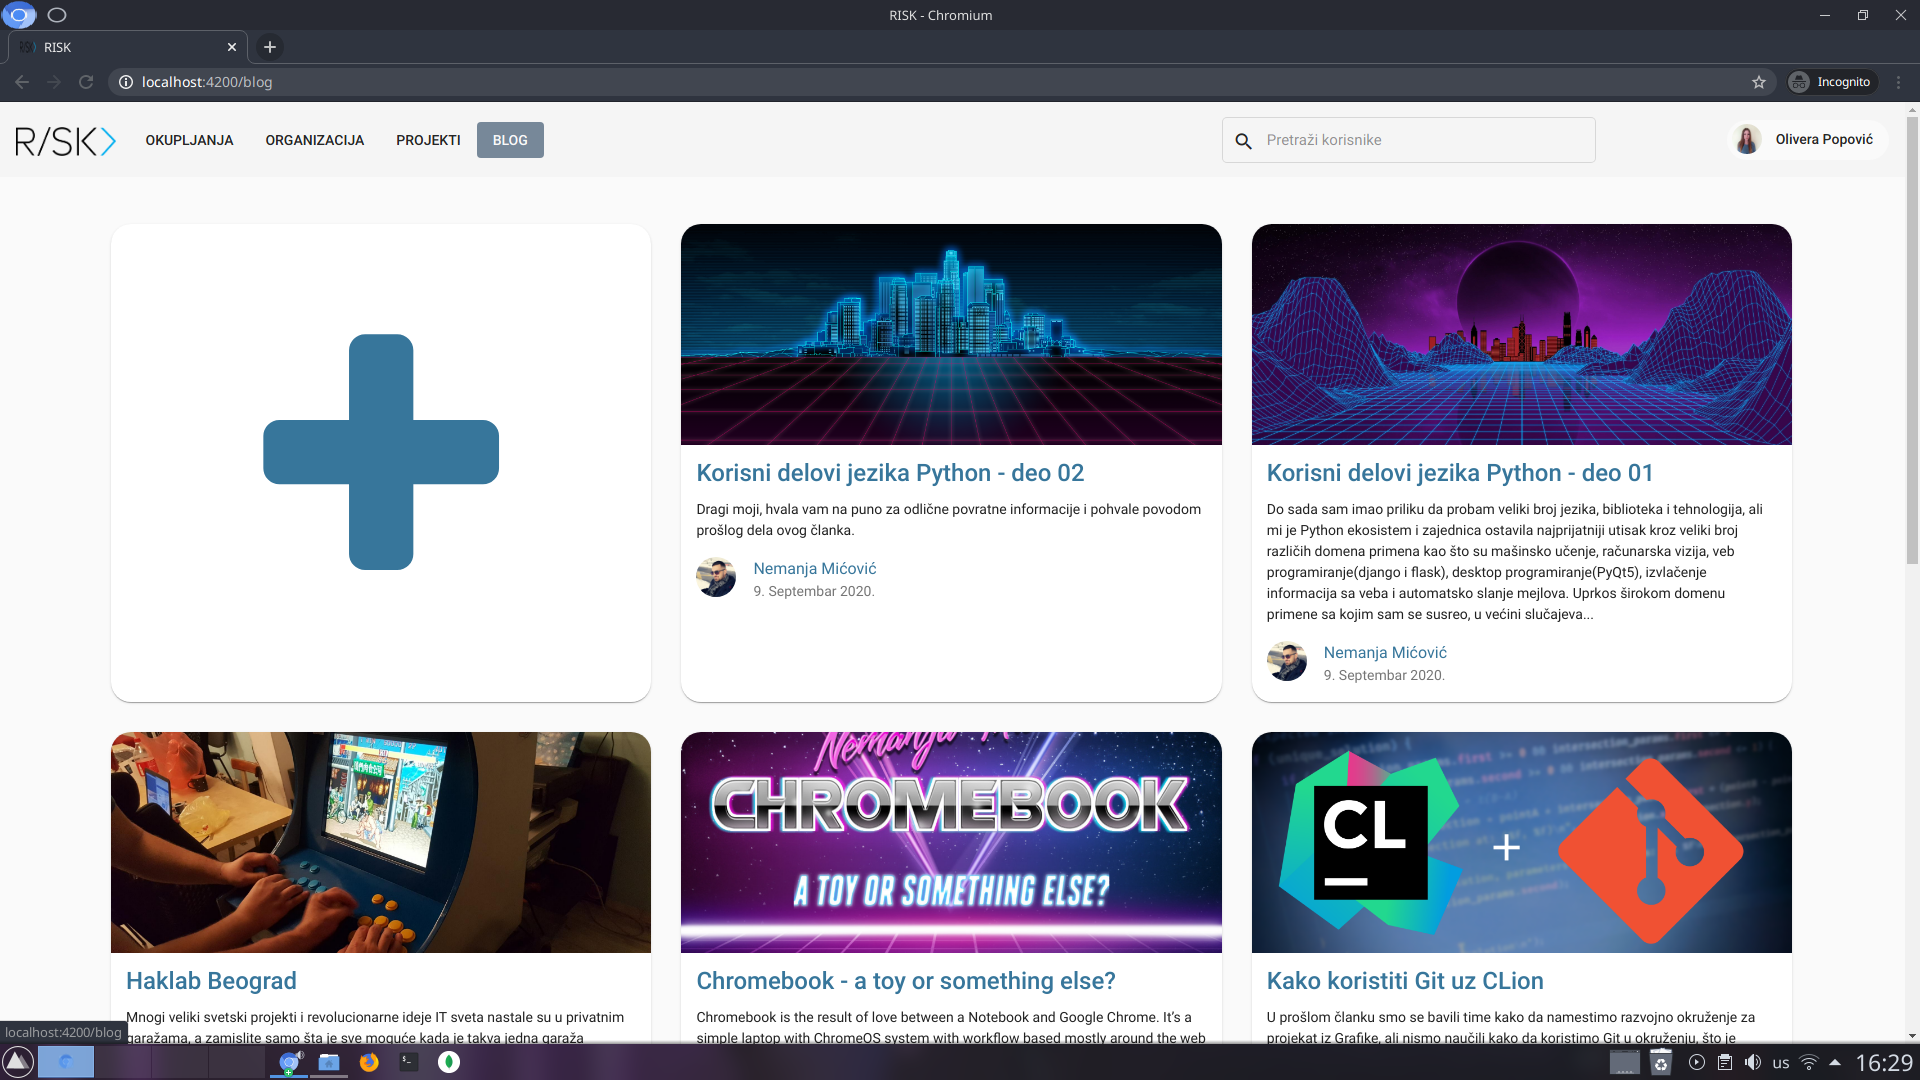 RISK - Chromium
RISK
localhost:4200/blog
Incognito
R/SK
OKUPLJANJA
ORGANIZACIJA
PROJEKTI
BLOG
Pretraži korisnike
Olivera Popović
Korisni delovi jezika Python - deo 02
Dragi moji, hvala vam na puno za odlične povratne informacije i pohvale povodom
prošlog dela ovog članka.
Nemanja Mićović
9. Septembar 2020.
Korisni delovi jezika Python - deo 01
Do sada sam imao priliku da probam veliki broj jezika, biblioteka i tehnologija, ali
mi je Python ekosistem i zajednica ostavila najprijatniji utisak kroz veliki broj
različih domena primena kao što su mašinsko učenje, računarska vizija, veb
programiranje(django i flask), desktop programiranje(PyQt5), izvlačenje
informacija sa veba i automatsko slanje mejlova. Uprkos širokom domenu
primene sa kojim sam se susreo, u većini slučajeva...
Nemanja Mićović
9. Septembar 2020.
Haklab Beograd
Mnogi veliki svetski projekti i revolucionarne ideje IT sveta nastale su u privatnim
garažama, a zamislite samo šta je sve moguće kada je takva jedna garaža
CHROMEBOOK
A TOY OR SOMETHING ELSE?
Chromebook - a toy or something else?
Chromebook is the result of love between a Notebook and Google Chrome. It's a
simple laptop with ChromeOS system with workflow based mostly around the web
CL
+
Kako koristiti Git uz CLion
U prošlom članku smo se bavili time kako da namestimo razvojno okruženje za
projekat iz Grafike, ali nismo naučili kako da koristimo Git u okruženju, što je
localhost:4200/blog
us
16:29